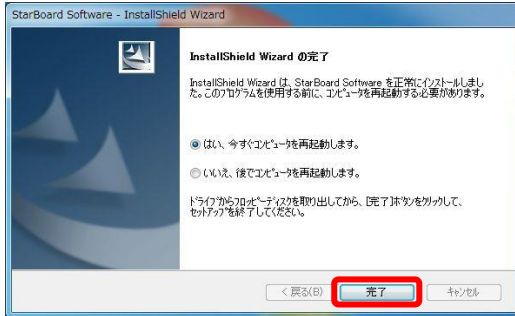 StarBoard Software - InstallShield Wizard
InstallShield Wizard の完了
InstallShield Wizard は、StarBoard Software を正常にインストールしまし
た。このプログラムを使用する前に、コンピュータを再起動する必要があります。
はい、今すぐコンピュータを再起動します。
いいえ、後でコンピュータを再起動します。
ドライブからフロッピーディスクを取り出してから、[完了]ボタンをクリックして、
セットアップを終了してください。
< 戻る(B)
完了
キャンセル